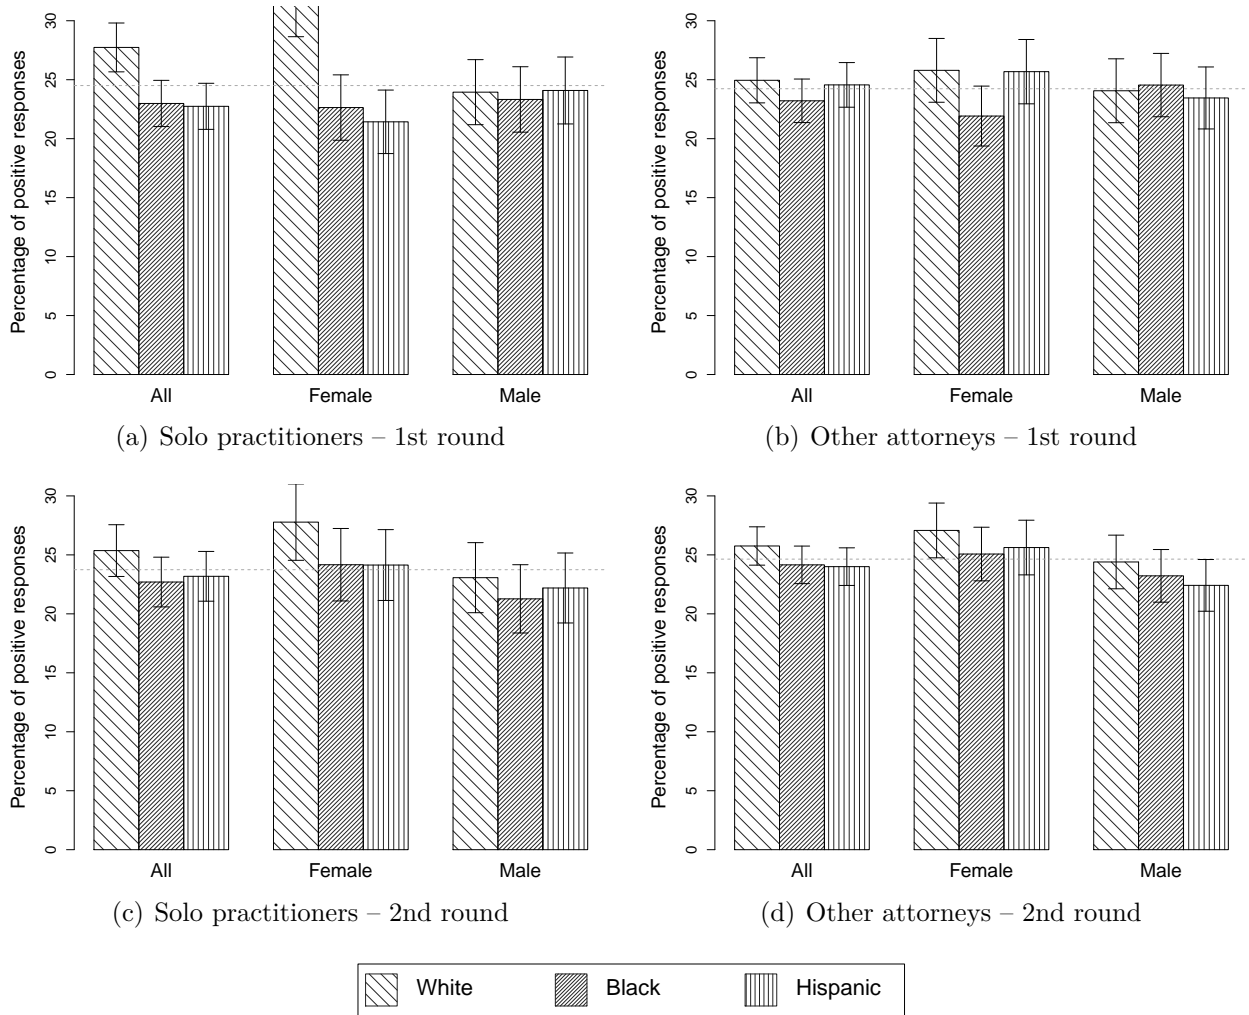 Percentage of positive responses
30
25
20
15
10
5
0
All Female Male
(a) Solo practitioners – 1st round
Percentage of positive responses
30
25
20
15
10
5
0
All Female Male
(b) Other attorneys – 1st round
Percentage of positive responses
30
25
20
15
10
5
0
All Female Male
(c) Solo practitioners – 2nd round
Percentage of positive responses
30
25
20
15
10
5
0
All Female Male
(d) Other attorneys – 2nd round
White Black Hispanic